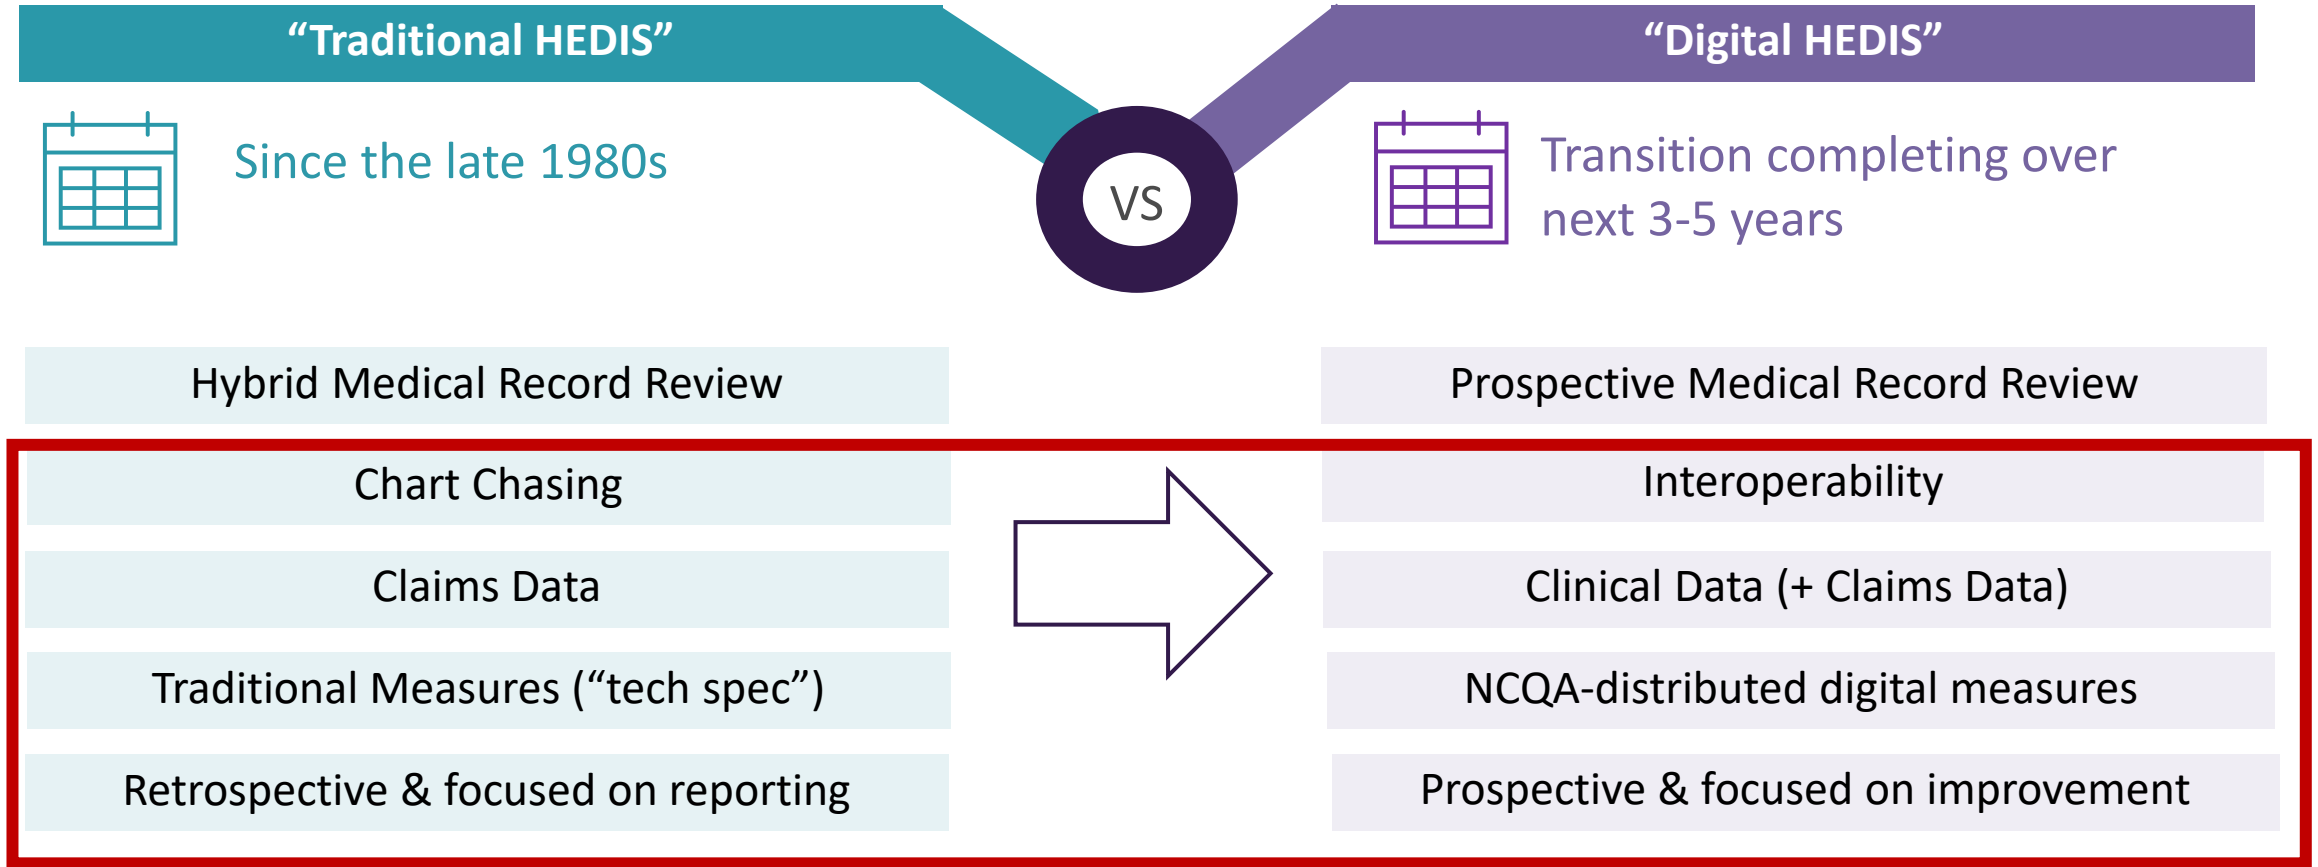 “Traditional HEDIS”
“Digital HEDIS”
Since the late 1980s
VS
Transition completing over
next 3-5 years
Hybrid Medical Record Review
Prospective Medical Record Review
Chart Chasing
Interoperability
Claims Data
Clinical Data (+ Claims Data)
Traditional Measures (“tech spec”)
NCQA-distributed digital measures
Retrospective & focused on reporting
Prospective & focused on improvement